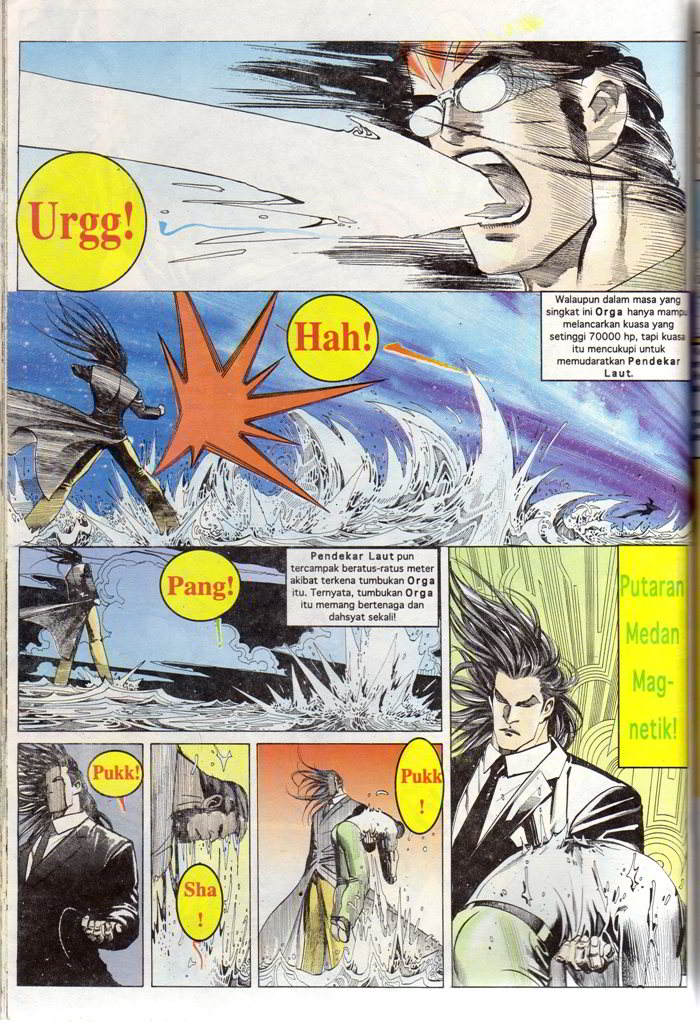 Urgg!
Hah!
Walaupun dalam masa yang
singkat ini Orga hanya mampu
melancarkan kuasa yang
setinggi 70000 hp, tapi kuasa
itu mencukupi untuk
memudaratkan Pendekar
Laut.
Pang!
Pendekar Laut pun
tercampak beratus-ratus meter
akibat terkena tumbukan Orga
itu. Ternyata, tumbukan Orga
itu memang bertenaga dan
dahsyat sekali!
Putaran
Medan
Mag-
netik!
Pukk!
Sha
!
Pukk
!